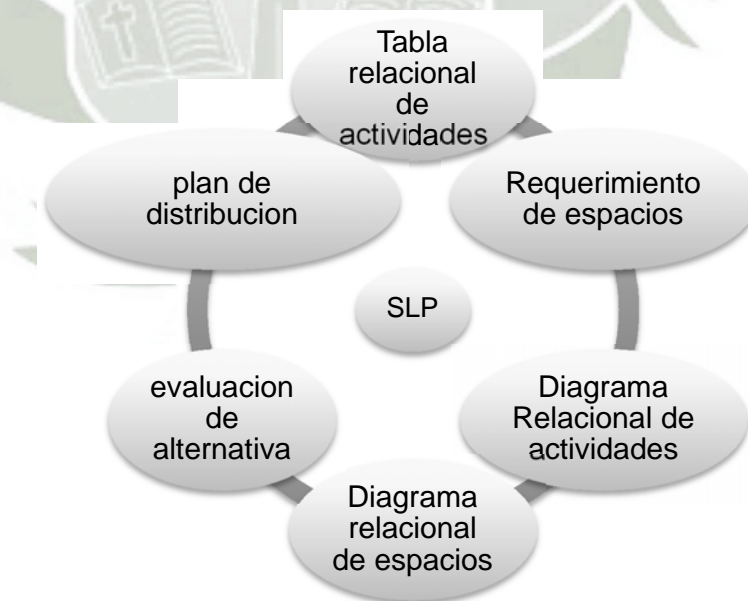 Tabla
relacional
de
actividades
Requerimiento
de espacios
Diagrama
Relacional de
actividades
Diagrama
relacional
de espacios
evaluacion
de
alternativa
plan de
distribucion
SLP